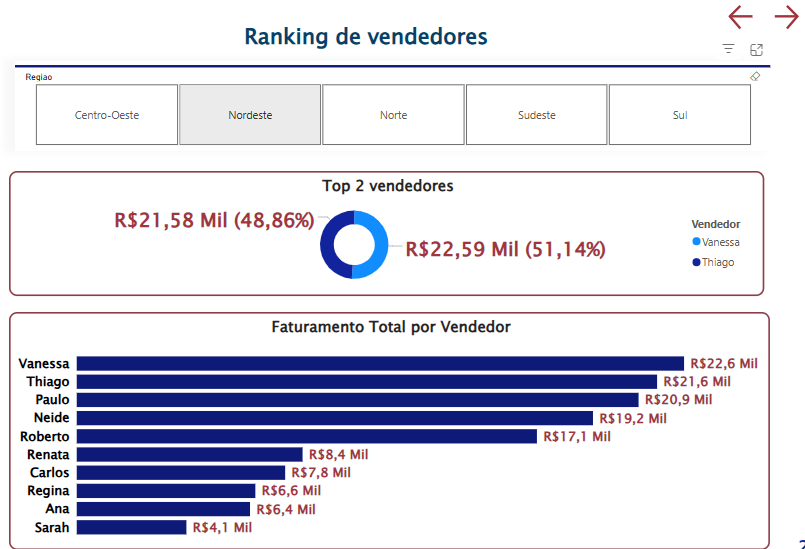 Ranking de vendedores
Regiao
Centro-Oeste Nordeste Norte Sudeste Sul
Top 2 vendedores
R$21,58 Mil (48,86%)
R$22,59 Mil (51,14%)
Vendedor
Vanessa
Thiago
Faturamento Total por Vendedor
Vanessa R$22,6 Mil
Thiago R$21,6 Mil
Paulo R$20,9 Mil
Neide R$19,2 Mil
Roberto R$17,1 Mil
Renata R$8,4 Mil
Carlos R$7,8 Mil
Regina R$6,6 Mil
Ana R$6,4 Mil
Sarah R$4,1 Mil